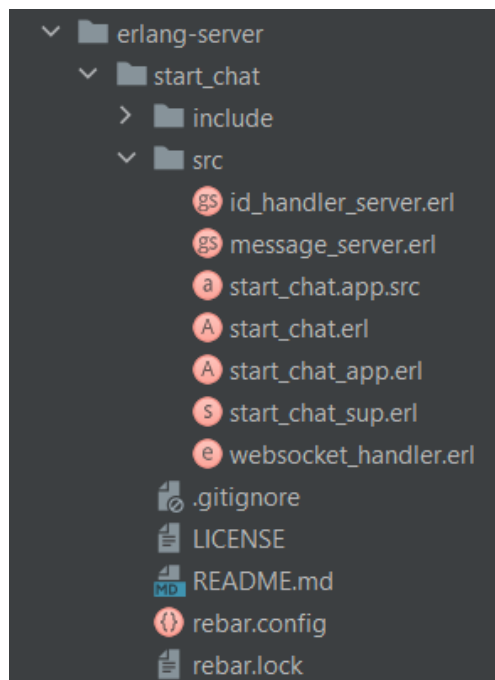 erlang-server
start_chat
include
src
gs id_handler_server.erl
gs message_server.erl
a start_chat.app.src
A start_chat.erl
A start_chat_app.erl
s start_chat_sup.erl
e websocket_handler.erl
.gitignore
LICENSE
MD README.md
{} rebar.config
rebar.lock